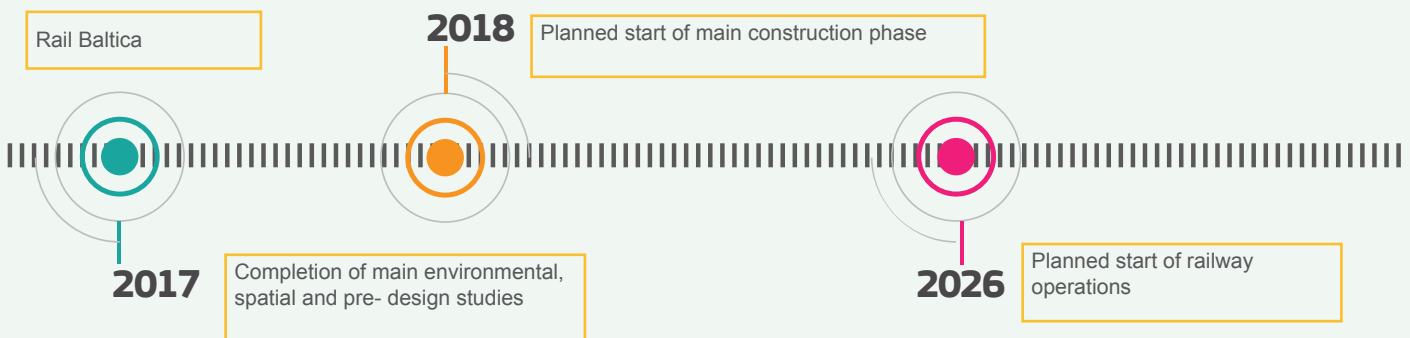 Rail Baltica
2018
Planned start of main construction phase
2017
Completion of main environmental,
spatial and pre- design studies
2026
Planned start of railway
operations